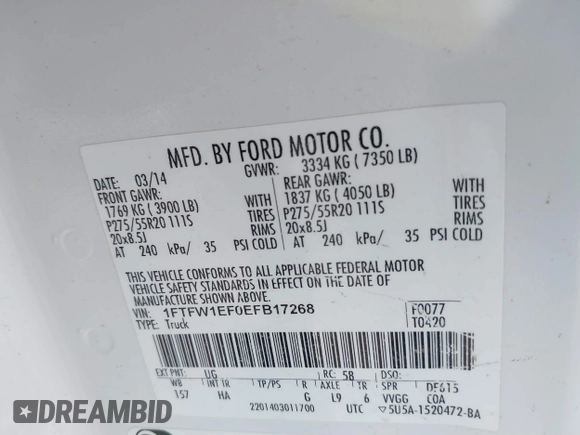 MFD. BY FORD MOTOR CO.
DATE: 03/14 GVWR: 3334 KG ( 7350 LB)
FRONT GAWR: REAR GAWR:
1769 KG (3900 LB) WITH 1837 KG ( 4050 LB) WITH
P275/55R20 111S TIRES P275/55R20 111S TIRES
20x8.5J RIMS 20x8.5J RIMS
AT 240 kPa/ 35 PSI COLD AT 240 kPa/ 35 PSI COLD
THIS VEHICLE CONFORMS TO ALL APPLICABLE FEDERAL MOTOR
VEHICLE SAFETY STANDARDS IN EFFECT ON THE DATE OF
MANUFACTURE SHOWN ABOVE.
VIN: 1FTFW1EF0EFB17268 F0077
TYPE: Truck T0420
EXT PNT: UG RC: 58 DSO:
WB INT TR TP/PS R AXLE TR SPR DF615
157 HA G L9 6 VVGG COA
2201403011700 UTC ▽5U5A-1520472-BA
DREAMBID DREAMBID.COM